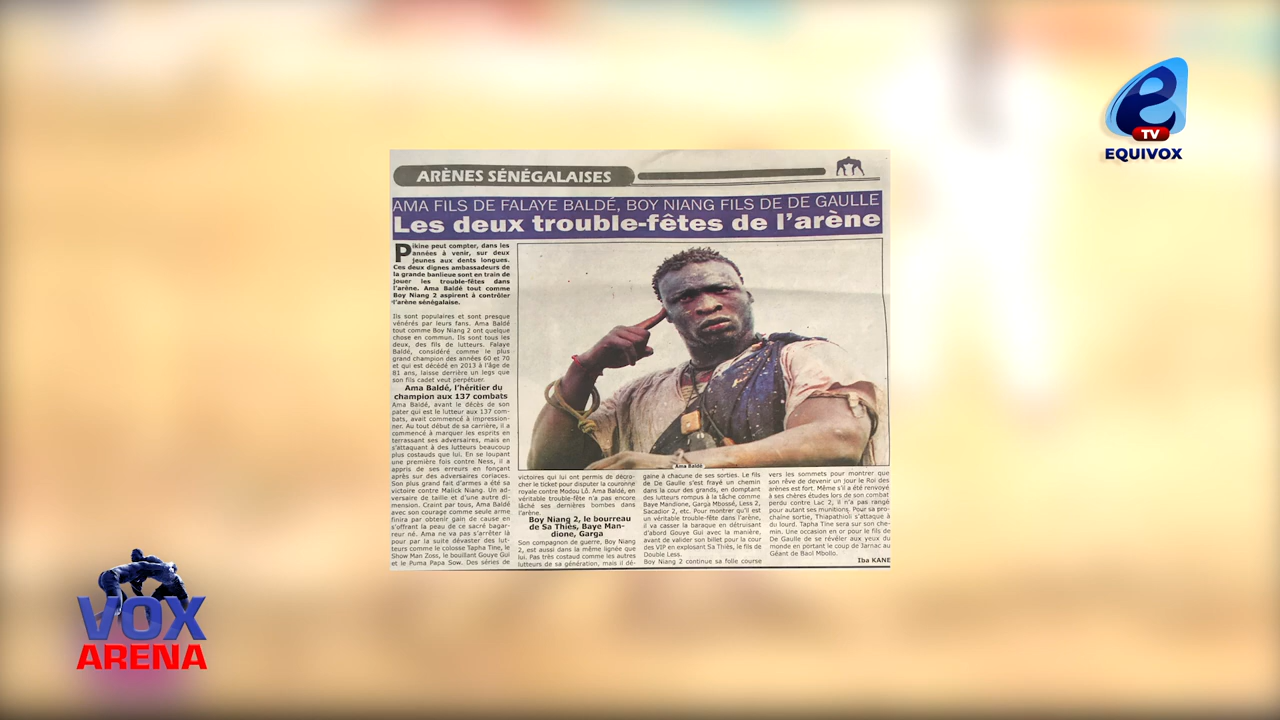 TV
EQUIVOX
ARÈNES SÉNÉGALAISES
AMA FILS DE FALAYE BALDÉ, BOY NIANG FILS DE DE GAULLE
Les deux trouble-fêtes de l'arène
Pikine peut compter, dans les
années à venir, sur deux
jeunes aux dents longues.
Ces deux dignes ambassadeurs de
la grande banlieue sont en train de
jouer les trouble-fêtes dans
l'arène. Ama Baldé tout comme
Boy Niang 2 aspirent à contrôler
l'arène sénégalaise.
Ils sont populaires et sont presque
vénérés par leurs fans. Ama Baldé
tout comme Boy Niang 2 ont quelque
chose en commun. Ils sont tous les
deux, des fils de lutteurs. Falaye
Baldé, considéré comme le plus
grand champion des années 60 et 70
et qui est décédé en 2013 à l'âge de
81 ans, laisse derrière un legs que
son fils cadet veut perpétuer.
Ama Baldé, l'héritier du
champion aux 137 combats
Ama Baldé, avant le décès de son
pater qui est le lutteur aux 137 com-
bats, avait commencé à impression-
ner. Au tout début de sa carrière, il a
commencé à marquer les esprits en
terrassant ses adversaires, mais en
s'attaquant à des lutteurs beaucoup
plus costauds que lui. En se loupant
une première fois contre Ness, il a
appris de ses erreurs en fonçant
après sur des adversaires coriaces.
Son plus grand fait d'armes a été sa
victoire contre Malick Niang. Un ad-
versaire de taille et d'une autre di-
mension. Craint par tous, Ama Baldé
avec son courage comme seule arme
finira par obtenir gain de cause en
s'offrant la peau de ce sacré bagar-
reur né. Ama ne va pas s'arrêter là
pour par la suite dévaster des lut-
teurs comme le colosse Tapha Tine, le
Show Man Zoss, le bouillant Gouye Gui
et le Puma Papa Sow. Des séries de
Ama Baldé
victoires qui lui ont permis de décro-
cher le ticket pour disputer la couronne
royale contre Modou Lô. Ama Baldé, en
véritable trouble-fête n'a pas encore
lâché ses dernières bombes dans
l'arène.
Boy Niang 2, le bourreau
de Sa Thiès, Baye Man-
dione, Garga
Son compagnon de guerre, Boy Niang
2, est aussi dans la même lignée que
lui. Pas très costaud comme les autres
lutteurs de sa génération, mais il dé-
gaine à chacune de ses sorties. Le fils
de De Gaulle s'est frayé un chemin
dans la cour des grands, en domptant
des lutteurs rompus à la tâche comme
Baye Mandione, Garga Mbossé, Less 2,
Sacadior 2, etc. Pour montrer qu'il est
un véritable trouble-fête dans l'arène,
il va casser la baraque en détruisant
d'abord Gouye Gui avec la manière,
avant de valider son billet pour la cour
des VIP en explosant Sa Thiès, le fils de
Double Less.
Boy Niang 2 continue sa folle course
vers les sommets pour montrer que
son rêve de devenir un jour le Roi des
arènes est fort. Même s'il a été renvoyé
à ses chères études lors de son combat
perdu contre Lac 2, il n'a pas rangé
pour autant ses munitions. Pour sa pro-
chaine sortie, Thiapathioli s'attaque à
du lourd. Tapha Tine sera sur son che-
min. Une occasion en or pour le fils de
De Gaulle de se révéler aux yeux du
monde en portant le coup de Jarnac au
Géant de Baol Mbollo.
Iba KANE
VOX
ARENA